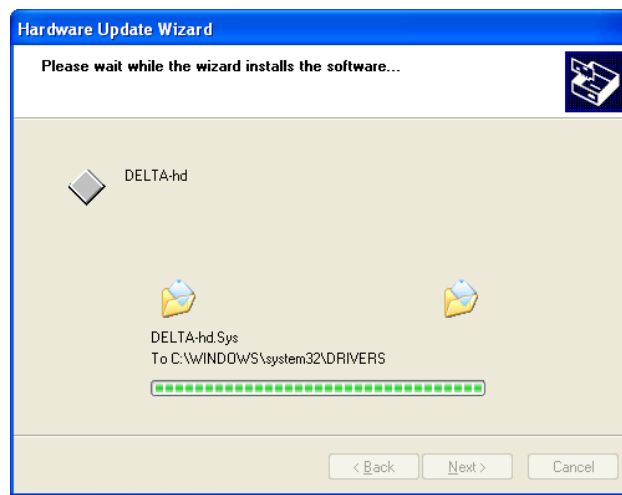 Hardware Update Wizard
Please wait while the wizard installs the software...
DELTA-hd
DELTA-hd.Sys
To C:\WINDOWS\system32\DRIVERS
< Back Next > Cancel